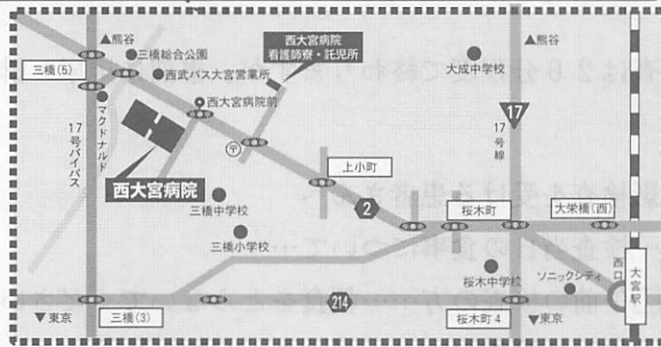 ▲熊谷
三橋総合公園
三橋(5)
西武バス大宮営業所
西大宮病院前
西大宮病院
看護師寮・託児所
大成中学校
▲熊谷
17
17号線
マクドナルド
17号バイパス
西大宮病院
〒
上小町
2
三橋中学校
三橋小学校
桜木町
大栄橋(西)
桜木中学校
ソニックシティ
西口
大宮駅
214
▼東京
三橋(3)
桜木町4
▼東京